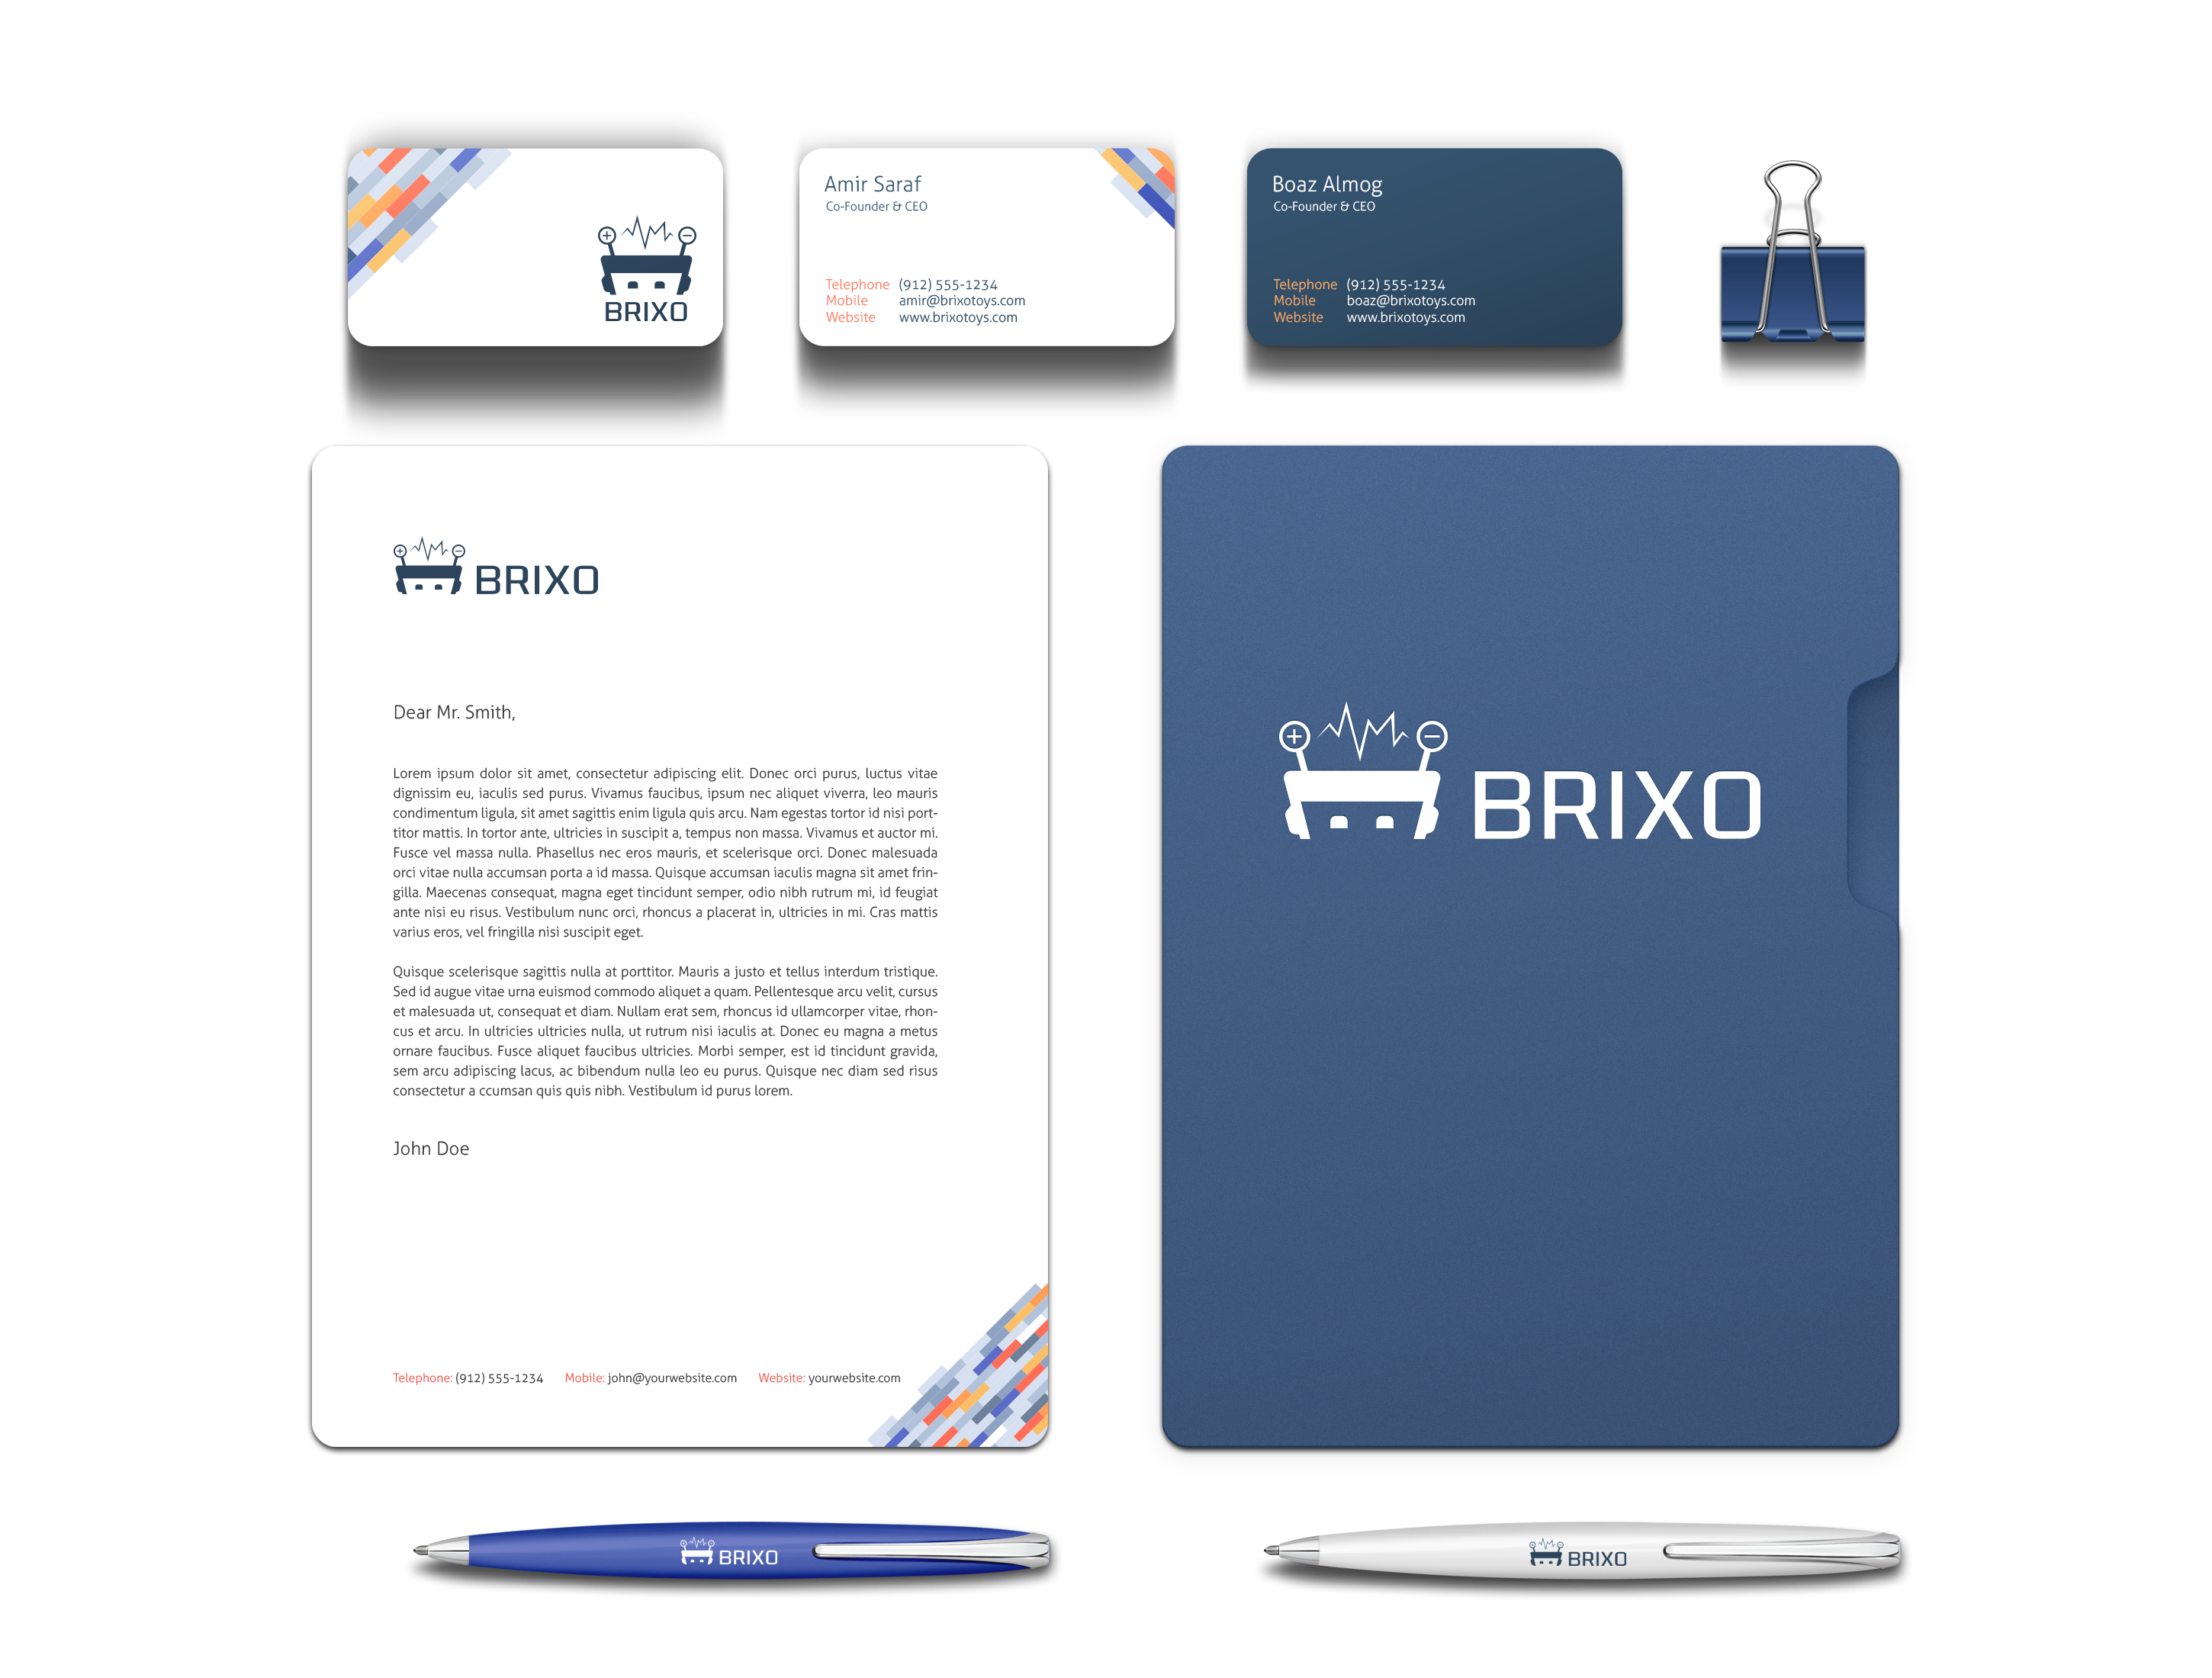 BRIXO
Amir Saraf
Co-Founder & CEO
Telephone (912) 555-1234
Mobile amir@brixotoys.com
Website www.brixotoys.com
Boaz Almog
Co-Founder & CEO
Telephone (912) 555-1234
Mobile boaz@brixotoys.com
Website www.brixotoys.com
BRIXO
Dear Mr. Smith,
Lorem ipsum dolor sit amet, consectetur adipiscing elit. Donec orci purus, luctus vitae
dignissim eu, iaculis sed purus. Vivamus faucibus, ipsum nec aliquet viverra, leo mauris
condimentum ligula, sit amet sagittis enim ligula quis arcu. Nam egestas tortor id nisi port-
titor mattis. In tortor ante, ultricies in suscipit a, tempus non massa. Vivamus et auctor mi.
Fusce vel massa nulla. Phasellus nec eros mauris, et scelerisque orci. Donec malesuada
orci vitae nulla accumsan porta a id massa. Quisque accumsan iaculis magna sit amet frin-
gilla. Maecenas consequat, magna eget tincidunt semper, odio nibh rutrum mi, id feugiat
ante nisi eu risus. Vestibulum nunc orci, rhoncus a placerat in, ultricies in mi. Cras mattis
varius eros, vel fringilla nisi suscipit eget.
Quisque scelerisque sagittis nulla at porttitor. Mauris a justo et tellus interdum tristique.
Sed id augue vitae urna euismod commodo aliquet a quam. Pellentesque arcu velit, cursus
et malesuada ut, consequat et diam. Nullam erat sem, rhoncus id ullamcorper vitae, rhon-
cus et arcu. In ultricies ultricies nulla, ut rutrum nisi iaculis at. Donec eu magna a metus
ornare faucibus. Fusce aliquet faucibus ultricies. Morbi semper, est id tincidunt gravida,
sem arcu adipiscing lacus, ac bibendum nulla leo eu purus. Quisque nec diam sed risus
consectetur a ccumsan quis quis nibh. Vestibulum id purus lorem.
John Doe
Telephone: (912) 555-1234 Mobile: john@yourwebsite.com Website: yourwebsite.com
BRIXO
BRIXO
BRIXO